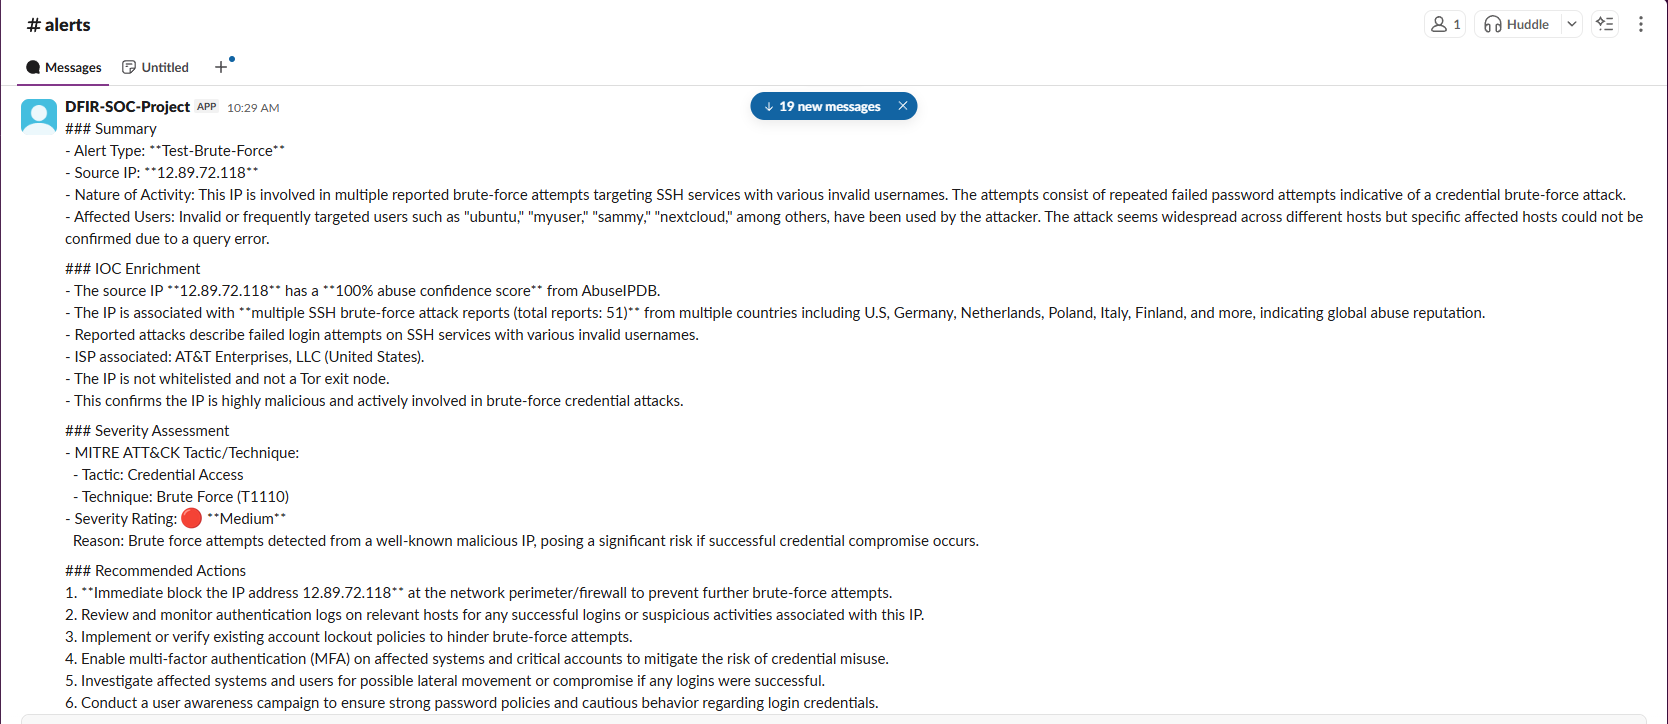 # alerts
1
Huddle
Messages
Untitled
+
DFIR-SOC-Project APP 10:29 AM
↓ 19 new messages ×
### Summary
- Alert Type: **Test-Brute-Force**
- Source IP: **12.89.72.118**
- Nature of Activity: This IP is involved in multiple reported brute-force attempts targeting SSH services with various invalid usernames. The attempts consist of repeated failed password attempts indicative of a credential brute-force attack.
- Affected Users: Invalid or frequently targeted users such as "ubuntu," "myuser," "sammy," "nextcloud," among others, have been used by the attacker. The attack seems widespread across different hosts but specific affected hosts could not be
confirmed due to a query error.
### IOC Enrichment
- The source IP **12.89.72.118** has a **100% abuse confidence score** from AbuseIPDB.
- The IP is associated with **multiple SSH brute-force attack reports (total reports: 51)** from multiple countries including U.S, Germany, Netherlands, Poland, Italy, Finland, and more, indicating global abuse reputation.
- Reported attacks describe failed login attempts on SSH services with various invalid usernames.
- ISP associated: AT&T Enterprises, LLC (United States).
- The IP is not whitelisted and not a Tor exit node.
- This confirms the IP is highly malicious and actively involved in brute-force credential attacks.
### Severity Assessment
- MITRE ATT&CK Tactic/Technique:
- Tactic: Credential Access
- Technique: Brute Force (T1110)
- Severity Rating: 🔴 **Medium**
Reason: Brute force attempts detected from a well-known malicious IP, posing a significant risk if successful credential compromise occurs.
### Recommended Actions
1. **Immediate block the IP address 12.89.72.118** at the network perimeter/firewall to prevent further brute-force attempts.
2. Review and monitor authentication logs on relevant hosts for any successful logins or suspicious activities associated with this IP.
3. Implement or verify existing account lockout policies to hinder brute-force attempts.
4. Enable multi-factor authentication (MFA) on affected systems and critical accounts to mitigate the risk of credential misuse.
5. Investigate affected systems and users for possible lateral movement or compromise if any logins were successful.
6. Conduct a user awareness campaign to ensure strong password policies and cautious behavior regarding login credentials.